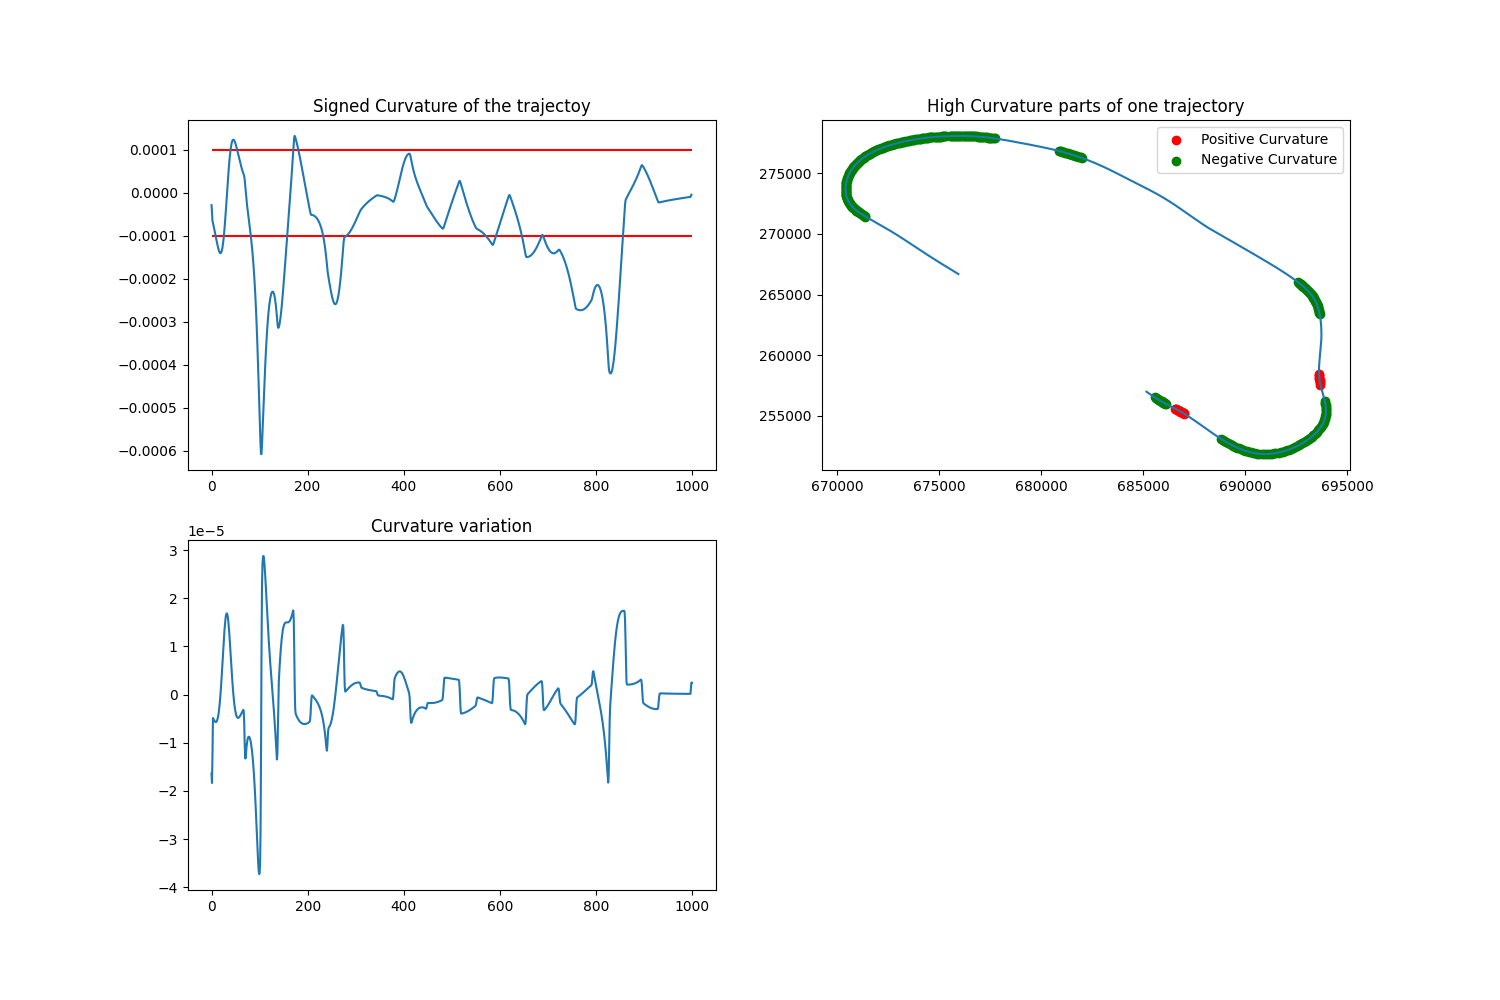 Signed Curvature of the trajectoy
0.0001
0.0000
−0.0001
−0.0002
−0.0003
−0.0004
−0.0005
−0.0006
0 200 400 600 800 1000
High Curvature parts of one trajectory
Positive Curvature
Negative Curvature
275000
270000
265000
260000
255000
670000 675000 680000 685000 690000 695000
Curvature variation
1e−5
3
2
1
0
−1
−2
−3
−4
0 200 400 600 800 1000